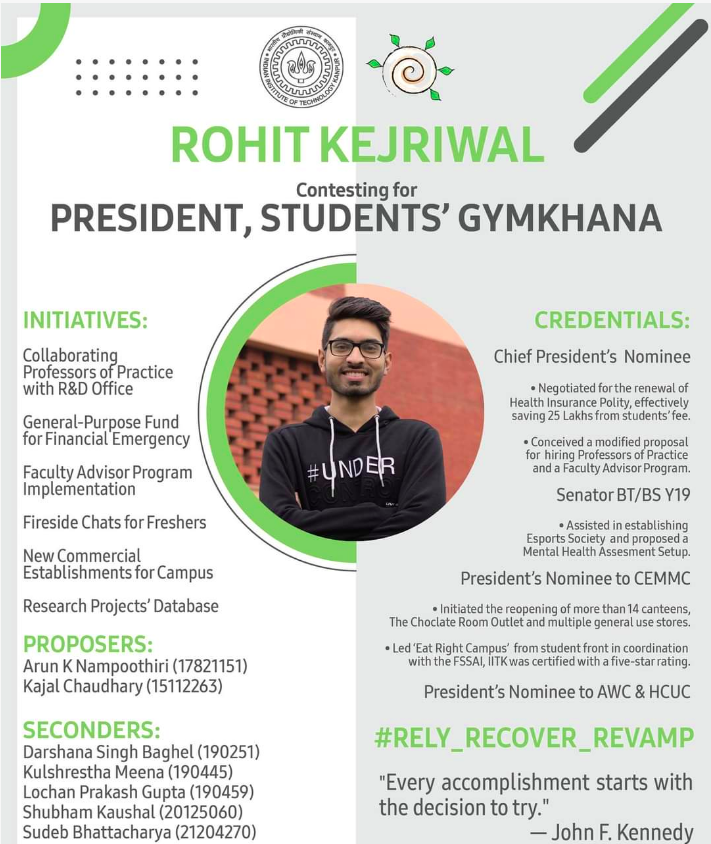 INDIAN INSTITUTE OF TECHNOLOGY KANPUR
ROHIT KEJRIWAL
Contesting for
PRESIDENT, STUDENTS' GYMKHANA
INITIATIVES:
Collaborating
Professors of Practice
with R&D Office
General-Purpose Fund
for Financial Emergency
Faculty Advisor Program
Implementation
Fireside Chats for Freshers
New Commercial
Establishments for Campus
Research Projects' Database
PROPOSERS:
Arun K Nampoothiri (17821151)
Kajal Chaudhary (15112263)
SECONDERS:
Darshana Singh Baghel (190251)
Kulshrestha Meena (190445)
Lochan Prakash Gupta (190459)
Shubham Kaushal (20125060)
Sudeb Bhattacharya (21204270)
#UNDER
CREDENTIALS:
Chief President's Nominee
• Negotiated for the renewal of
Health Insurance Polity, effectively
saving 25 Lakhs from students' fee.
• Conceived a modified proposal
for hiring Professors of Practice
and a Faculty Advisor Program.
Senator BT/BS Y19
• Assisted in establishing
Esports Society and proposed a
Mental Health Assesment Setup.
President's Nominee to CEMMC
• Initiated the reopening of more than 14 canteens,
The Choclate Room Outlet and multiple general use stores.
• Led 'Eat Right Campus' from student front in coordination
with the FSSAI, IITK was certified with a five-star rating.
President's Nominee to AWC & HCUC
#RELY_RECOVER_REVAMP
"Every accomplishment starts with
the decision to try."
— John F. Kennedy